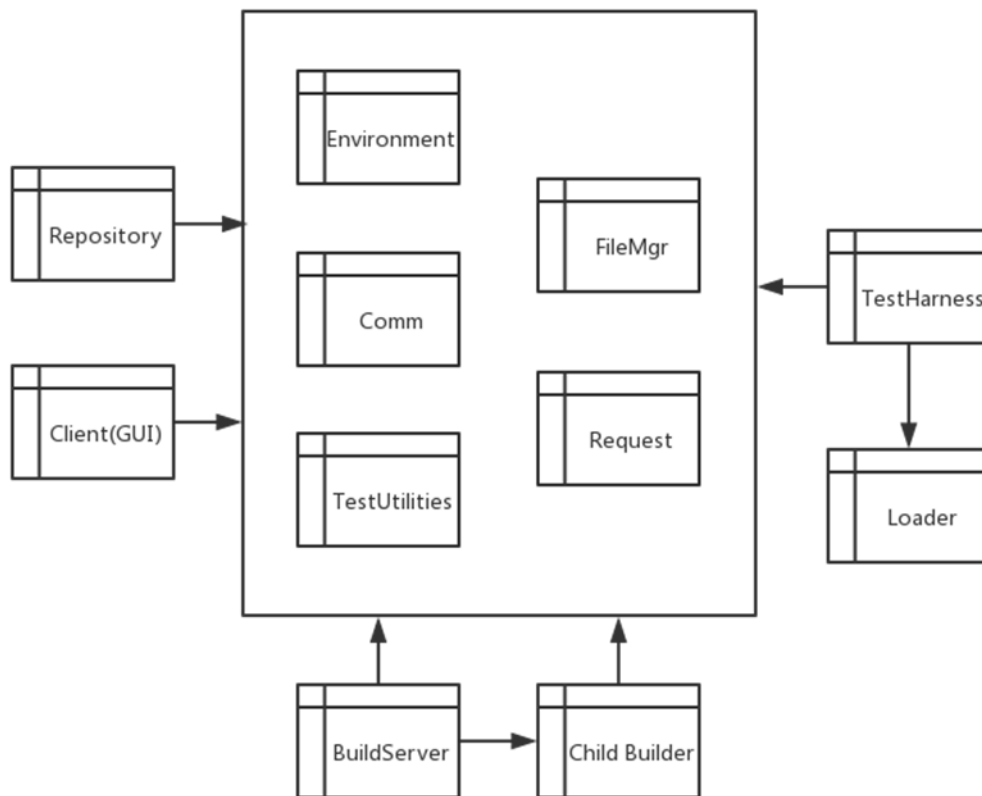 Environment
Repository
FileMgr
TestHarness
Comm
Client(GUI)
Request
TestUtilities
Loader
BuildServer
Child Builder